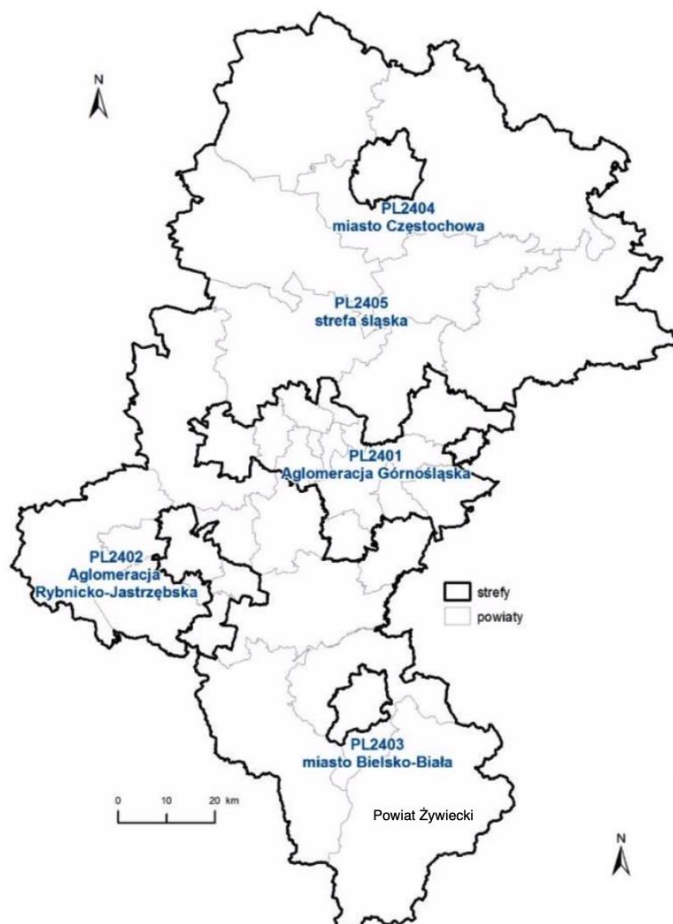 N
PL2404
miasto Częstochowa
PL2405
strefa śląska
PL2401
Aglomeracja Górnośląska
PL2402
Aglomeracja
Rybnicko-Jastrzębska
strefy
powiaty
PL2403
miasto Bielsko-Biała
0 10 20 km
Powiat Żywiecki
N